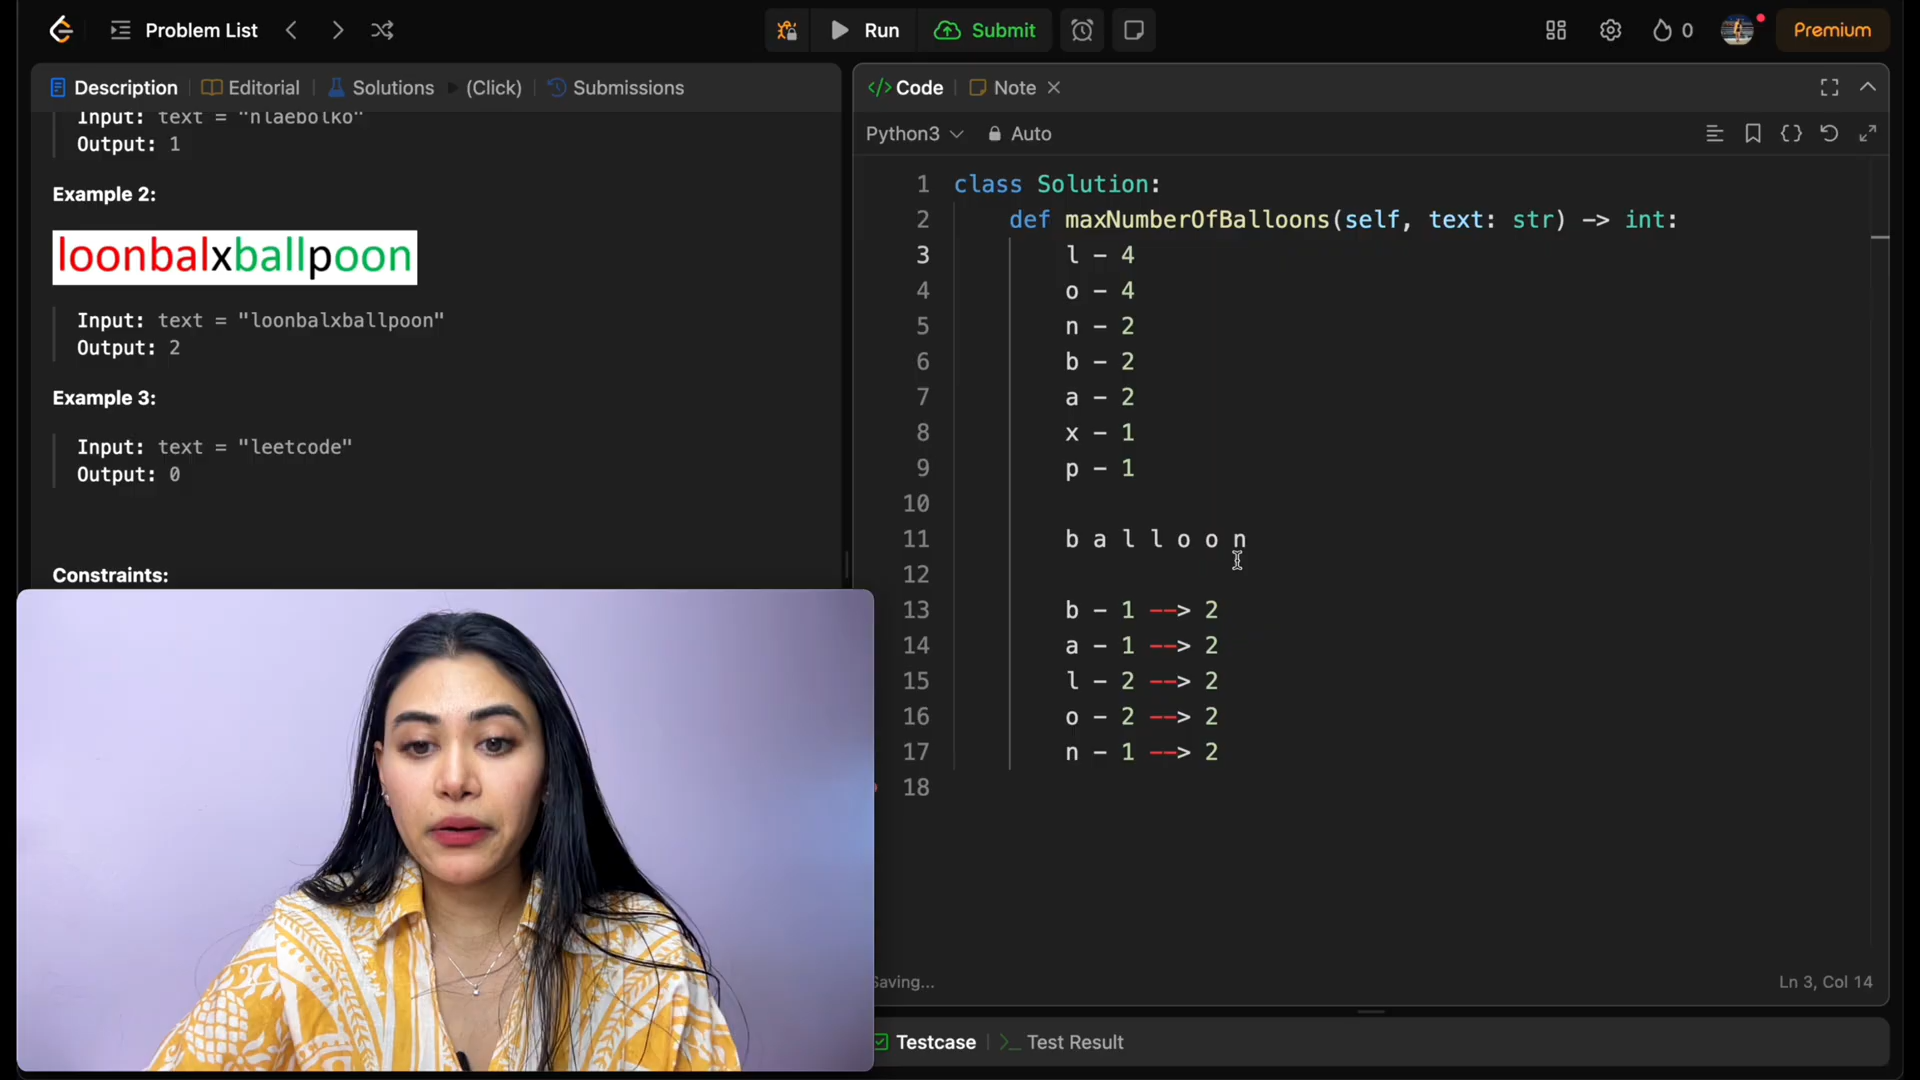 Problem List
Run
Submit
0
Premium
Description
Editorial
Solutions
(Click)
Submissions
Input: text = "nlaebolko"
Output: 1
Example 2:
loonbalxballpoon
Input: text = "loonbalxballpoon"
Output: 2
Example 3:
Input: text = "leetcode"
Output: 0
Constraints:
</> Code
Note
Python3
Auto
1 class Solution:
2 def maxNumberOfBalloons(self, text: str) -> int:
3 l - 4
4 o - 4
5 n - 2
6 b - 2
7 a - 2
8 x - 1
9 p - 1
10
11 b a l l o o n
12
13 b - 1 --> 2
14 a - 1 --> 2
15 l - 2 --> 2
16 o - 2 --> 2
17 n - 1 --> 2
18
Saving...
Ln 3, Col 14
Testcase
Test Result